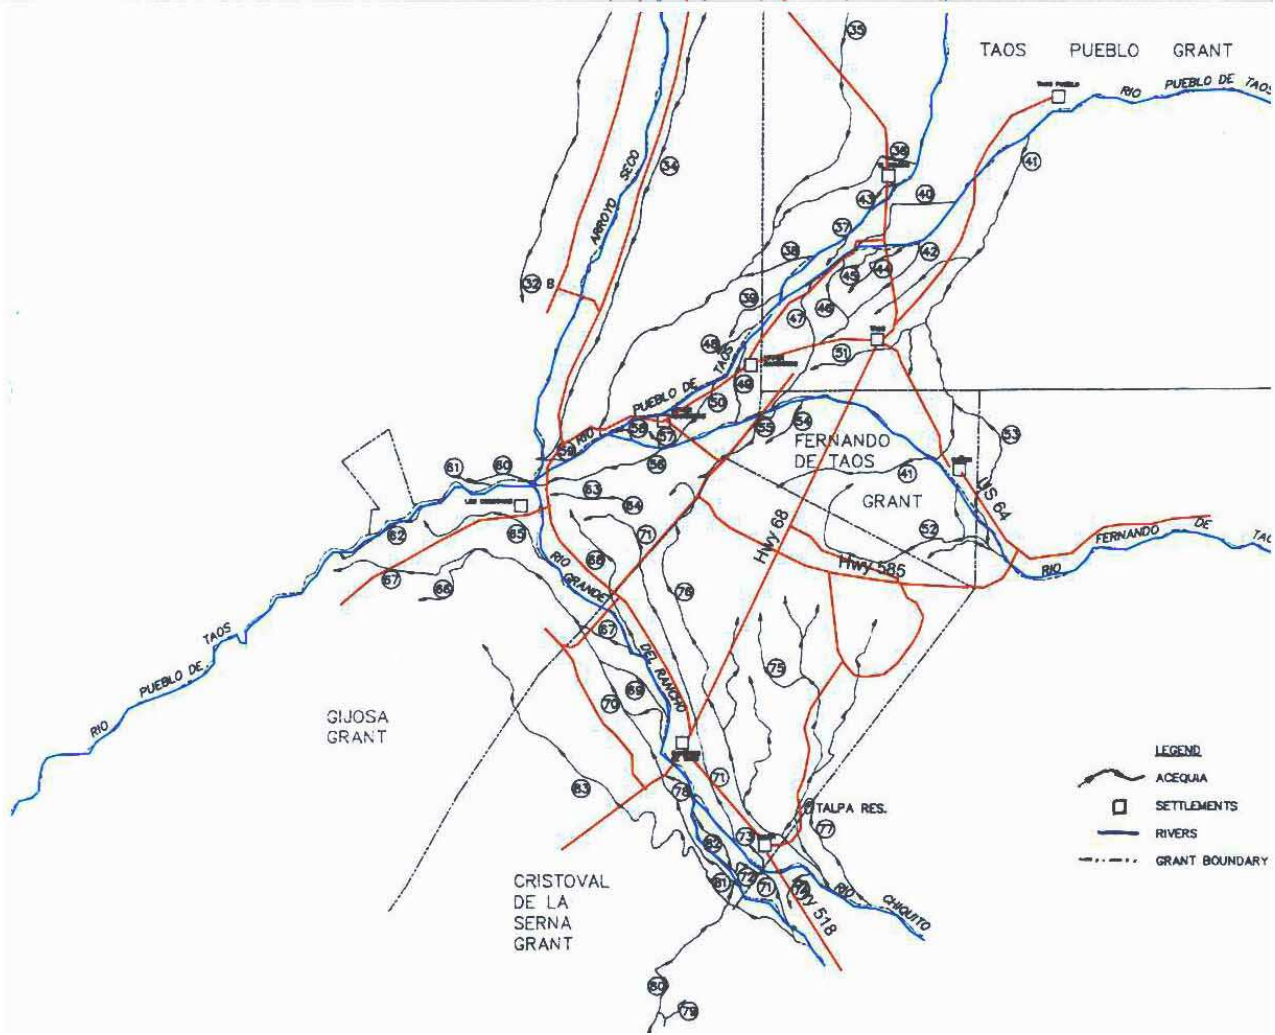 TAOS PUEBLO GRANT
TAOS PUEBLO
RIO PUEBLO DE TAOS
35
36
41
34
ARROYO SECO
43
40
37
38
42
45
44
32 B
39
47
46
48
51
TAOS
49
PUEBLO DE TAOS
50
58
57
55
54
53
RIO
59
56
FERNANDO
DE TAOS
41
GRANT
61
60
US 64
63
64
62
65
71
52
RIO FERNANDO DE TAOS
68
Hwy 68
Hwy 585
67
66
RIO GRANDE
76
67
DEL RANCHO
75
69
70
RIO PUEBLO DE TAOS
GIJOSA
GRANT
LEGEND
ACEQUIA
SETTLEMENTS
RIVERS
GRANT BOUNDARY
71
83
78
TALPA RES.
77
73
82
72
71
81
RIO CHIQUITO
Hwy 518
CRISTOVAL
DE LA
SERNA
GRANT
80
79